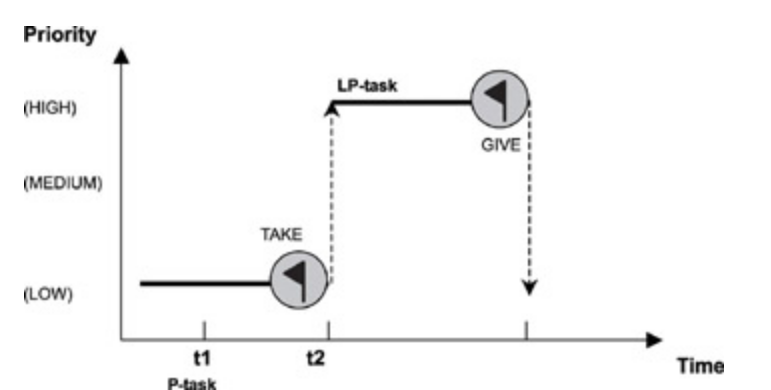 Priority
LP-task
(HIGH)
GIVE
(MEDIUM)
TAKE
(LOW)
t1
t2
Time
P-task